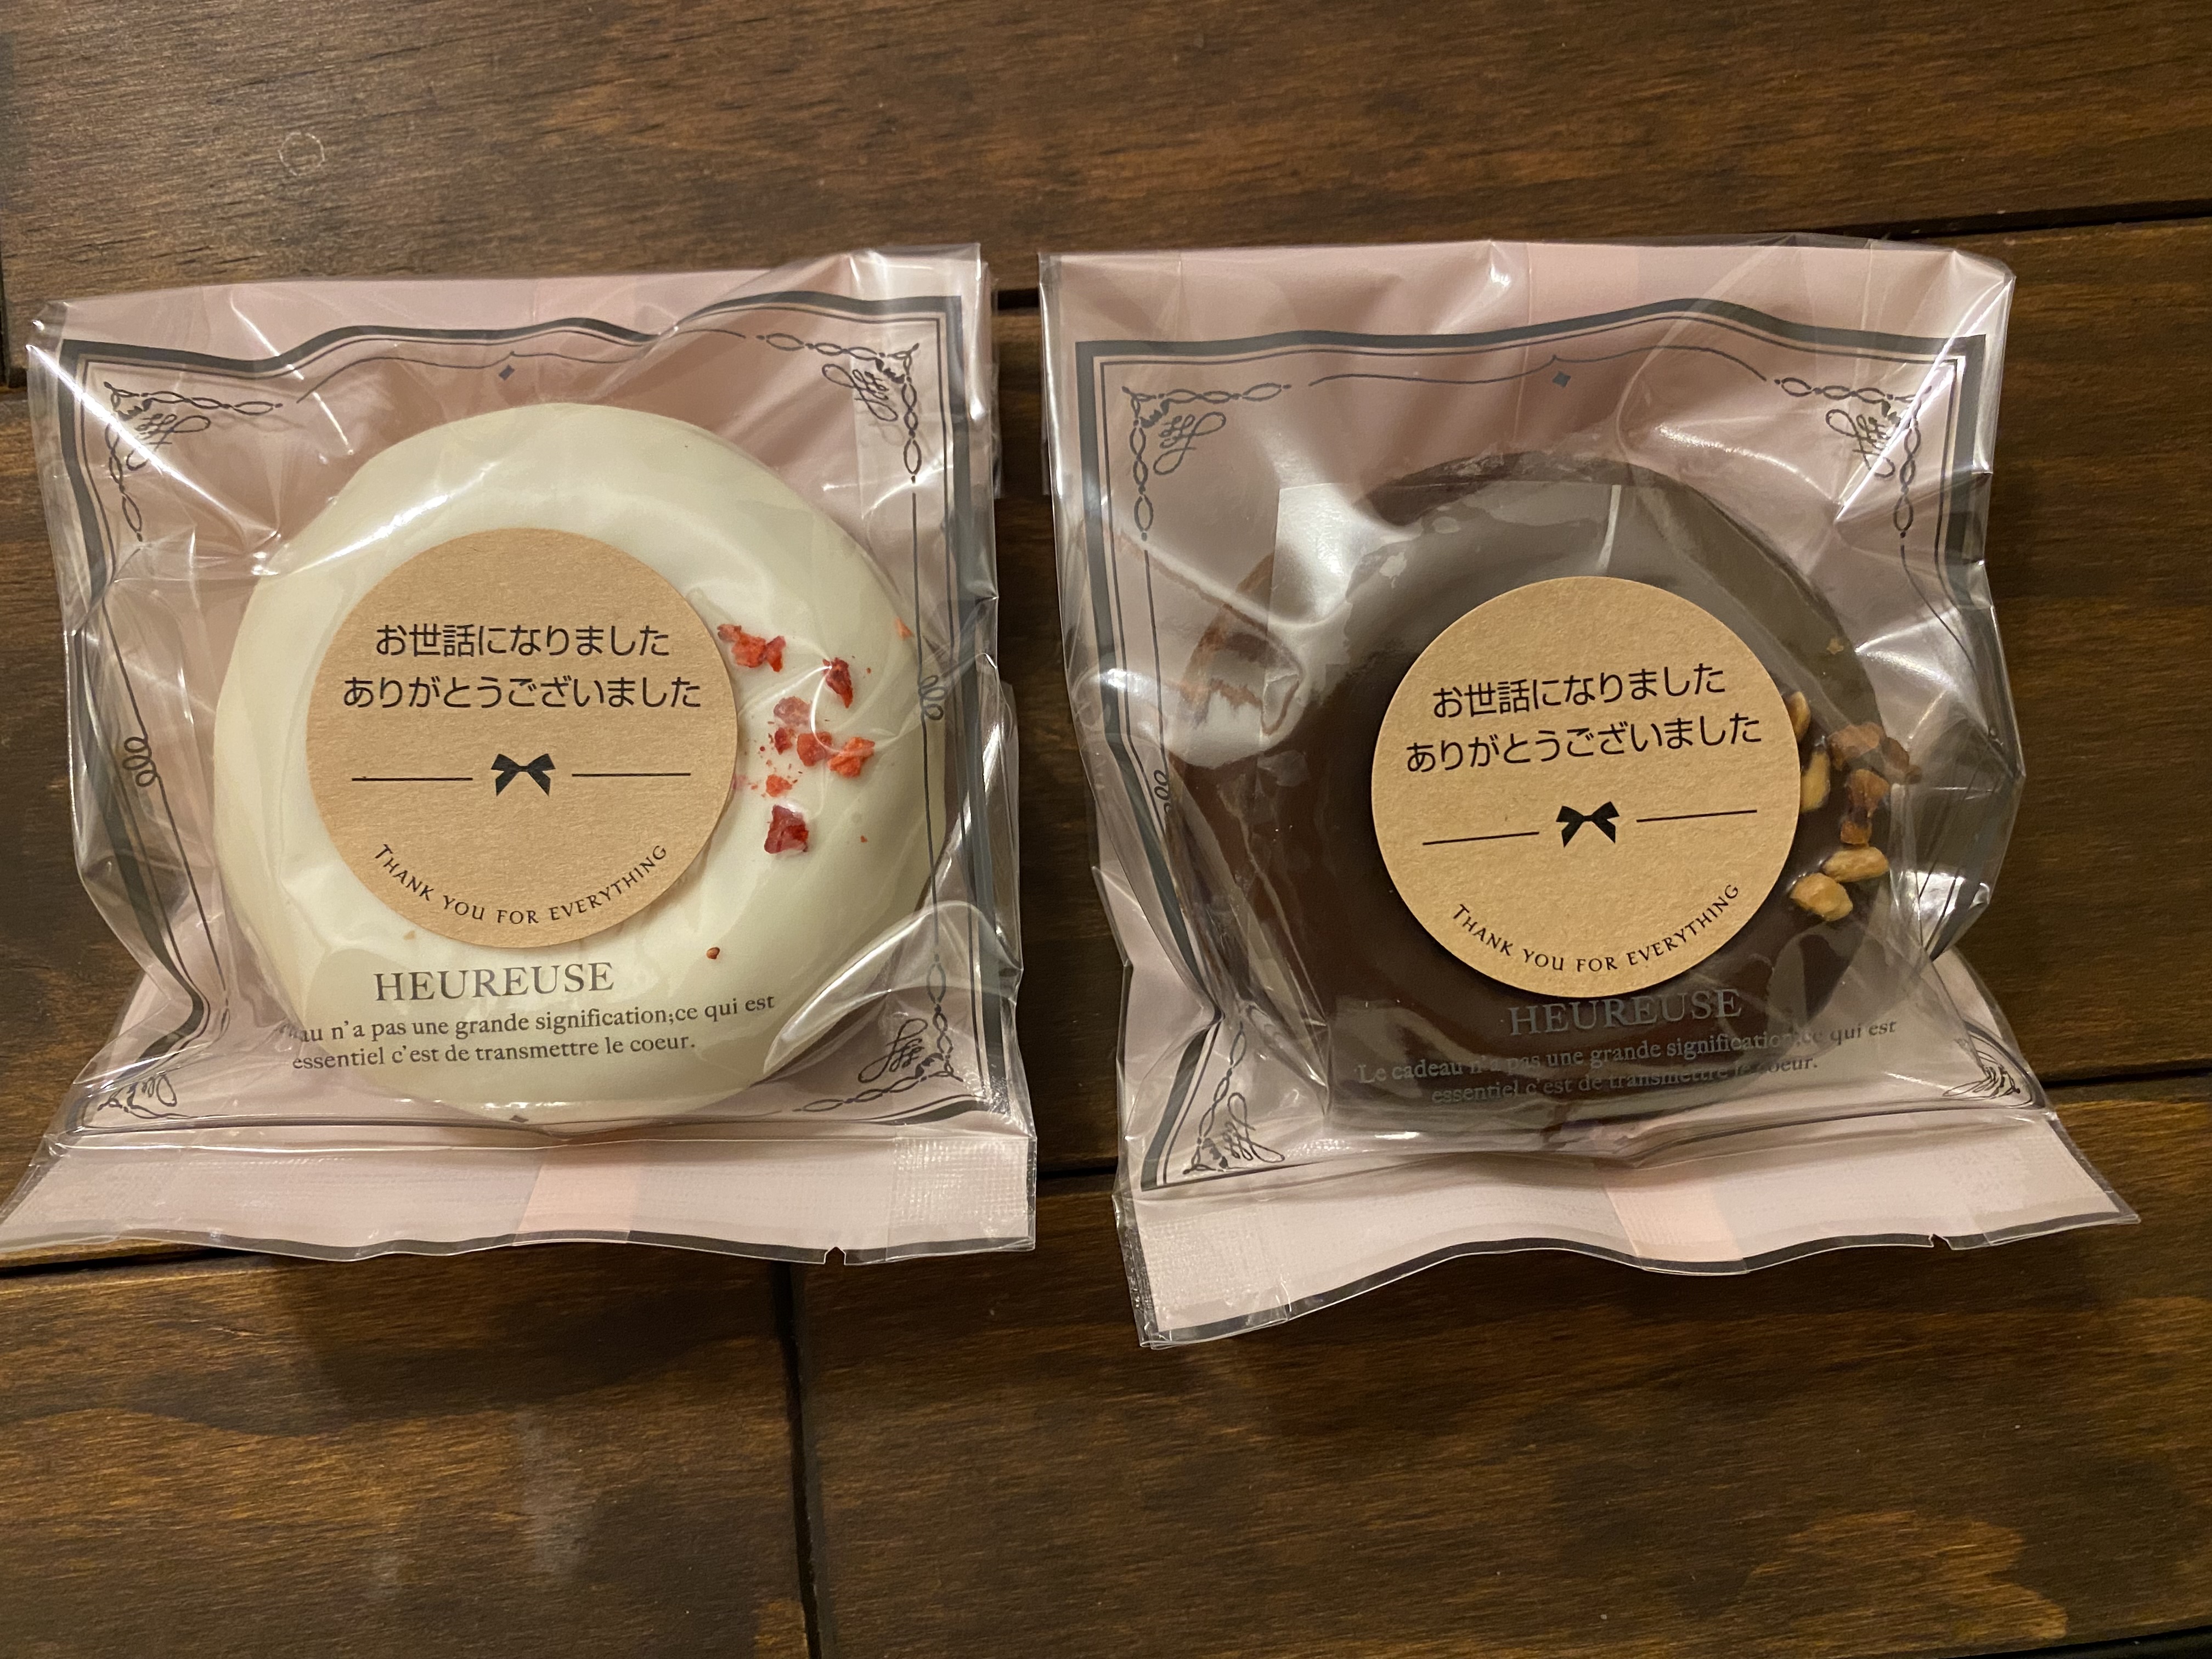 お世話になりました
ありがとうございました
THANK YOU FOR EVERYTHING
HEUREUSE
n'a pas une grande signification;ce qui est
essentiel c'est de transmettre le coeur.
お世話になりました
ありがとうございました
THANK YOU FOR EVERYTHING
HEUREUSE
Le cadeau n'a pas une grande signification;ce qui est
essentiel c'est de transmettre le coeur.